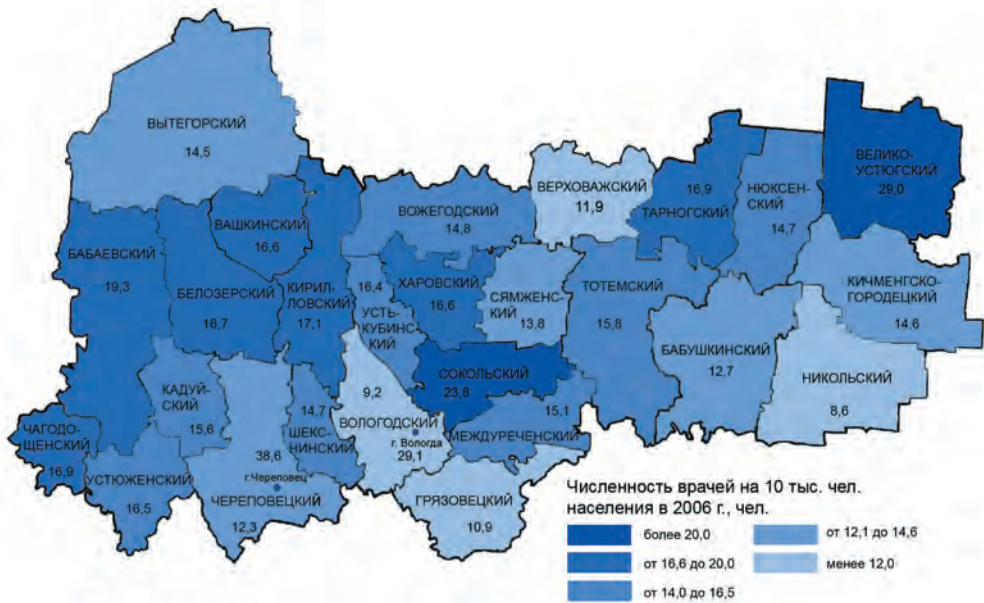 ВЫТЕГОРСКИЙ
14,5
ВЕЛИКО-
УСТЮГСКИЙ
29,0
ВЕРХОВАЖСКИЙ
11,9
16,9
ТАРНОГСКИЙ
НЮКСЕН-
СКИЙ
14,7
ВОЖЕГОДСКИЙ
14,8
ВАШКИНСКИЙ
16,6
БАБАЕВСКИЙ
19,3
БЕЛОЗЕРСКИЙ
16,7
КИРИЛ-
ЛОВСКИЙ
17,1
16,4
УСТЬ-
КУБИНС-
КИЙ
ХАРОВСКИЙ
16,6
СЯМЖЕН-
СКИЙ
13,8
ТОТЕМСКИЙ
15,8
КИЧМЕНГСКО-
ГОРОДЕЦКИЙ
14,6
БАБУШКИНСКИЙ
12,7
НИКОЛЬСКИЙ
8,6
СОКОЛЬСКИЙ
23,8
КАДУЙ-
СКИЙ
15,6
9,2
ВОЛОГОДСКИЙ
г. Вологда
29,1
14,7
ШЕКС-
НИНСКИЙ
15,1
МЕЖДУРЕЧЕНСКИЙ
ЧАГОДО-
ЩЕНСКИЙ
16,9
УСТЮЖЕНСКИЙ
16,5
38,6
г.Череповец
ЧЕРЕПОВЕЦКИЙ
12,3
ГРЯЗОВЕЦКИЙ
10,9
Численность врачей на 10 тыс. чел.
населения в 2006 г., чел.
более 20,0
от 16,6 до 20,0
от 14,0 до 16,5
от 12,1 до 14,6
менее 12,0